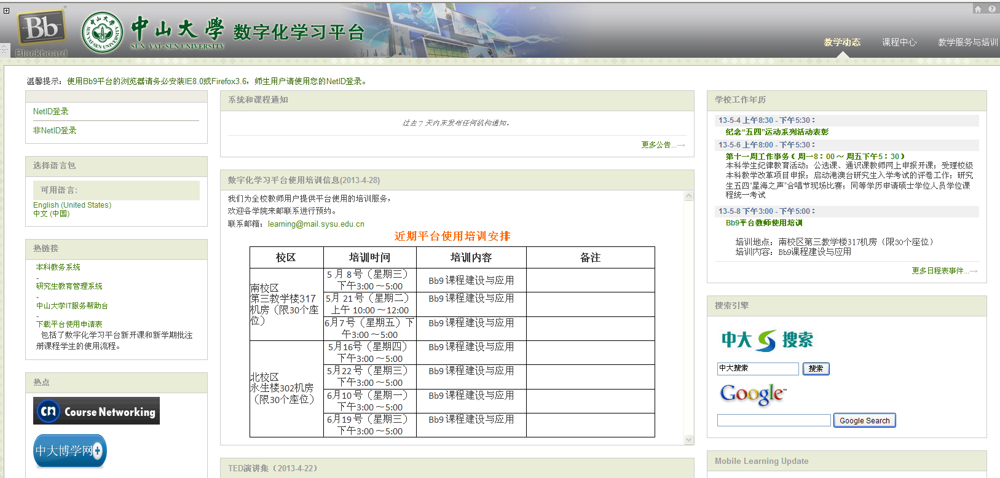 Bb
Blackboard
中山大學
SUN YAT-SEN UNIVERSITY
数字化学习平台
教学动态
课程中心
教学服务与培训
温馨提示：使用Bb9平台的浏览器请务必安装IE8.0或Firefox3.6，师生用户请使用您的NetID登录。
NetID登录
非NetID登录
选择语言包
可用语言:
English (United States)
中文 (中国)
热链接
本科教务系统
-
研究生教育管理系统
-
中山大学IT服务帮助台
-
下载平台使用申请表
包括了数字化学习平台新开课和新学期批注
册课程学生的使用流程。
热点
cn Course Networking
中大博学网
系统和课程通知
过去 7 天内未发布任何机构通知。
更多公告...→
数字化学习平台使用培训信息(2013-4-28)
我们为全校教师用户提供平台使用的培训服务，
欢迎各学院来邮联系进行预约。
联系邮箱：learning@mail.sysu.edu.cn
近期平台使用培训安排
校区 培训时间 培训内容 备注
南校区
第三教学楼317
机房（限30个座
位）
5 月 8 号（星期三）
下午3:00～5:00
Bb9 课程建设与应用
5月 21 号（星期二）
上午 10:00～12:00
Bb9 课程建设与应用
6月7号（星期五）下
午3:00～5:00
Bb9 课程建设与应用
北校区
永生楼302机房
（限30个座位）
5月16号（星期四）
下午3:00～5:00
Bb9 课程建设与应用
5月22 号（星期三）
下午3:00～5:00
Bb9 课程建设与应用
6月10 号（星期一）
下午3:00～5:00
Bb9 课程建设与应用
6月19 号（星期三）
下午3:00～5:00
Bb9 课程建设与应用
TED演讲集（2013-4-22）
学校工作年历
13-5-4 上午8:30 - 下午5:30：
纪念“五四”运动系列活动表彰
13-5-6 上午8:00 - 下午5:30：
第十一周工作事务（周一8：00～周五下午5：30）
本科学生纪律教育活动；公选课、通识课教师网上申报开课；受理校级
本科教学改革项目申报；启动港澳台研究生入学考试的评卷工作；研究
生五四“星海之声”合唱节现场比赛；同等学历申请硕士学位人员学位课
程统一考试
13-5-8 下午3:00 - 下午5:00：
Bb9平台教师使用培训
培训地点：南校区第三教学楼317机房（限30个座位）
培训内容：Bb9课程建设与应用
更多日程表事件...→
搜索引擎
中大 搜索
中大搜索 搜索
Google™
Google Search
Mobile Learning Update